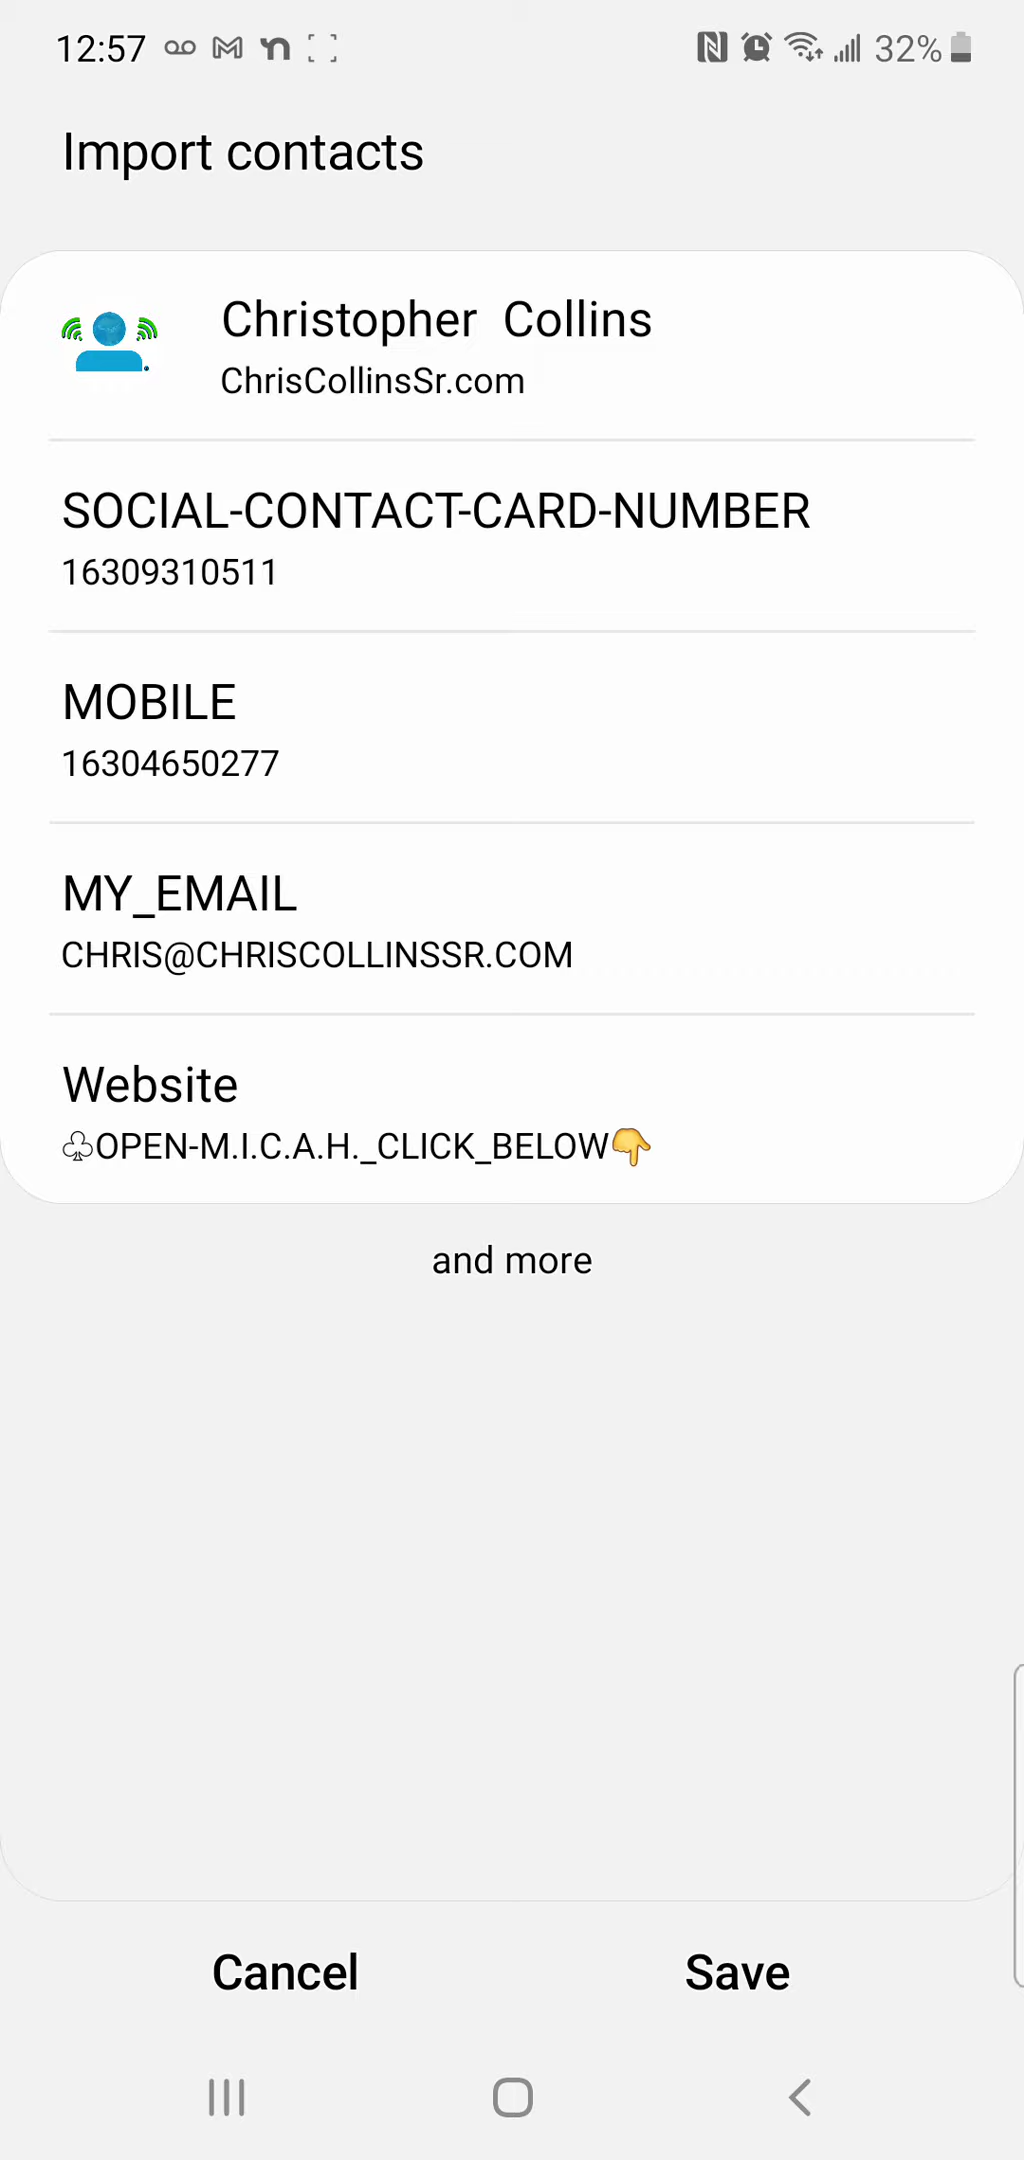 12:57 32%
Import contacts
Christopher Collins
ChrisCollinsSr.com
SOCIAL-CONTACT-CARD-NUMBER
16309310511
MOBILE
16304650277
MY_EMAIL
CHRIS@CHRISCOLLINSSR.COM
Website
♧OPEN-M.I.C.A.H._CLICK_BELOW👇
and more
Cancel Save